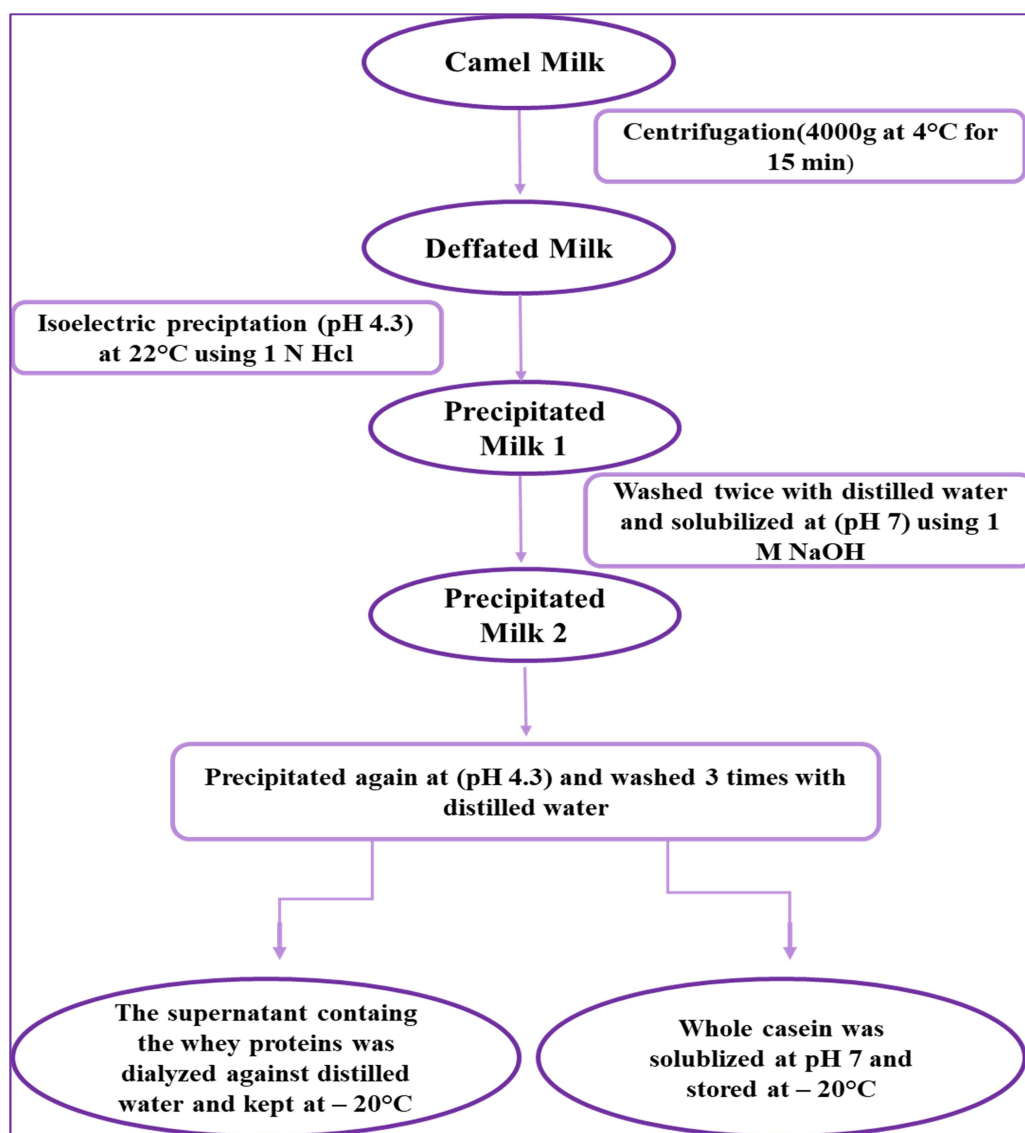 Camel Milk
Centrifugation(4000g at 4°C for
15 min)
Deffated Milk
Isoelectric preciptation (pH 4.3)
at 22°C using 1 N Hcl
Precipitated
Milk 1
Washed twice with distilled water
and solubilized at (pH 7) using 1
M NaOH
Precipitated
Milk 2
Precipitated again at (pH 4.3) and washed 3 times with
distilled water
The supernatant containg
the whey proteins was
dialyzed against distilled
water and kept at – 20°C
Whole casein was
solublized at pH 7 and
stored at – 20°C